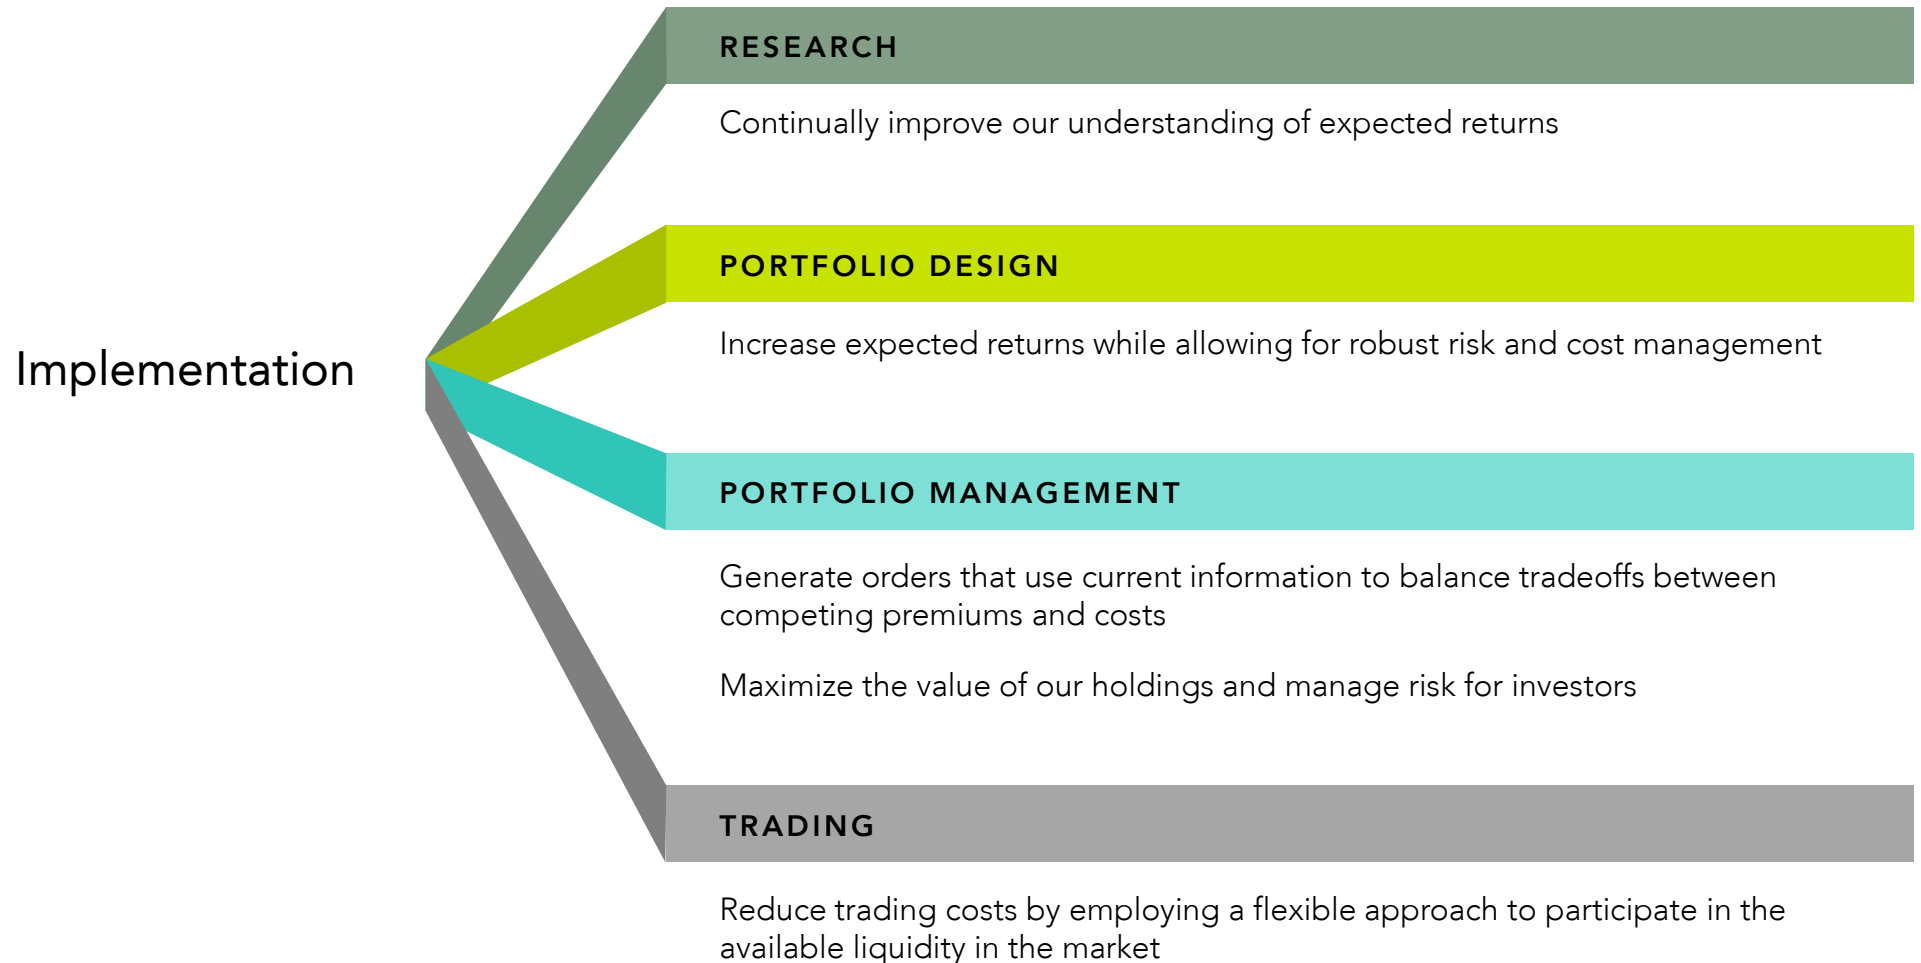 RESEARCH
Continually improve our understanding of expected returns
PORTFOLIO DESIGN
Increase expected returns while allowing for robust risk and cost management
Implementation
PORTFOLIO MANAGEMENT
Generate orders that use current information to balance tradeoffs between
competing premiums and costs
Maximize the value of our holdings and manage risk for investors
TRADING
Reduce trading costs by employing a flexible approach to participate in the
available liquidity in the market